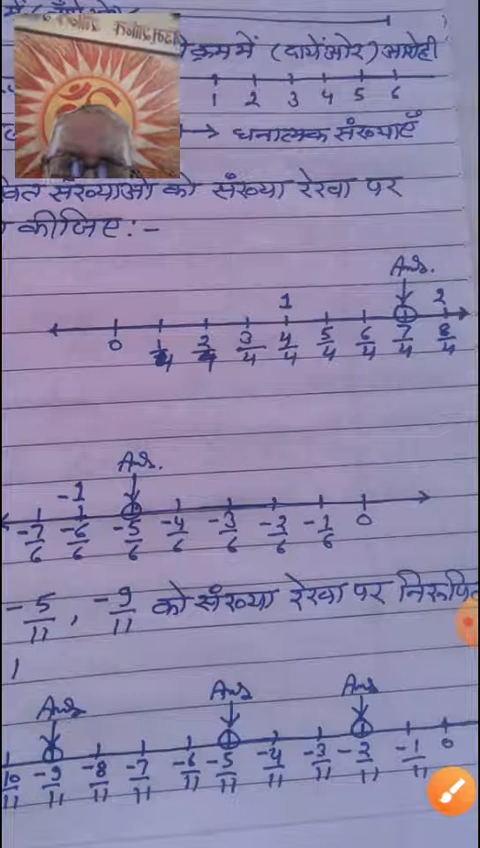 क्रम में (दायें ओर) आरोही
1 2 3 4 5 6
→ धनात्मक संख्याएँ
संख्याओं को संख्या रेखा पर
कीजिए:-
Ans.
1 2
0 1/4 2/4 3/4 4/4 5/4 6/4 7/4 8/4
Ans.
-1
-7/6 -6/6 -5/6 -4/6 -3/6 -2/6 -1/6 0
-5/11, -9/11 को संख्या रेखा पर निरूपित
Ans Ans Ans
10/11 -9/11 -8/11 -7/11 -6/11 -5/11 -4/11 -3/11 -2/11 -1/11 0